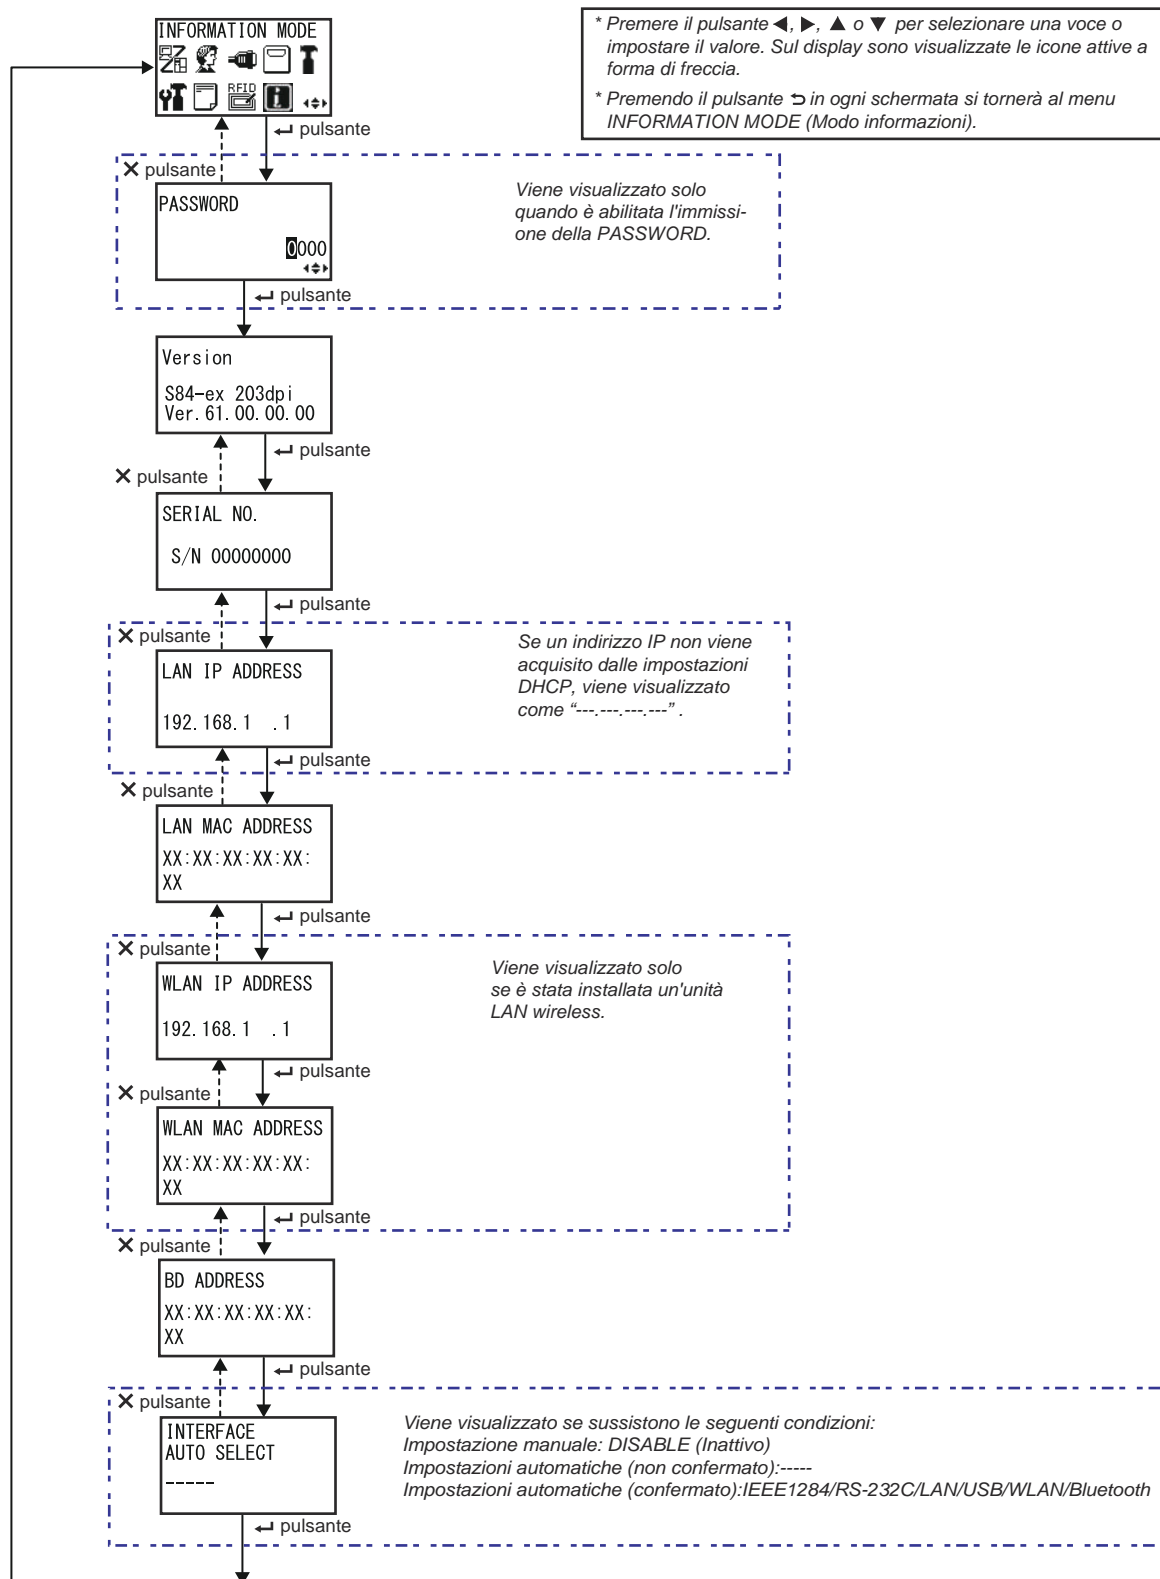 INFORMATION MODE
RFID
* Premere il pulsante ◀, ▶, ▲ o ▼ per selezionare una voce o
impostare il valore. Sul display sono visualizzate le icone attive a
forma di freccia.
* Premendo il pulsante ⮌ in ogni schermata si tornerà al menu
INFORMATION MODE (Modo informazioni).
↵ pulsante
✕ pulsante
PASSWORD
0000
Viene visualizzato solo
quando è abilitata l'immissi-
one della PASSWORD.
↵ pulsante
Version
S84-ex 203dpi
Ver.61.00.00.00
↵ pulsante
✕ pulsante
SERIAL NO.
S/N 00000000
↵ pulsante
✕ pulsante
LAN IP ADDRESS
192.168.1 .1
Se un indirizzo IP non viene
acquisito dalle impostazioni
DHCP, viene visualizzato
come “---.---.---.---” .
↵ pulsante
✕ pulsante
LAN MAC ADDRESS
XX:XX:XX:XX:XX:
XX
↵ pulsante
✕ pulsante
WLAN IP ADDRESS
192.168.1 .1
Viene visualizzato solo
se è stata installata un'unità
LAN wireless.
↵ pulsante
✕ pulsante
WLAN MAC ADDRESS
XX:XX:XX:XX:XX:
XX
↵ pulsante
✕ pulsante
BD ADDRESS
XX:XX:XX:XX:XX:
XX
↵ pulsante
✕ pulsante
INTERFACE
AUTO SELECT
-----
Viene visualizzato se sussistono le seguenti condizioni:
Impostazione manuale: DISABLE (Inattivo)
Impostazioni automatiche (non confermato):-----
Impostazioni automatiche (confermato):IEEE1284/RS-232C/LAN/USB/WLAN/Bluetooth
↵ pulsante